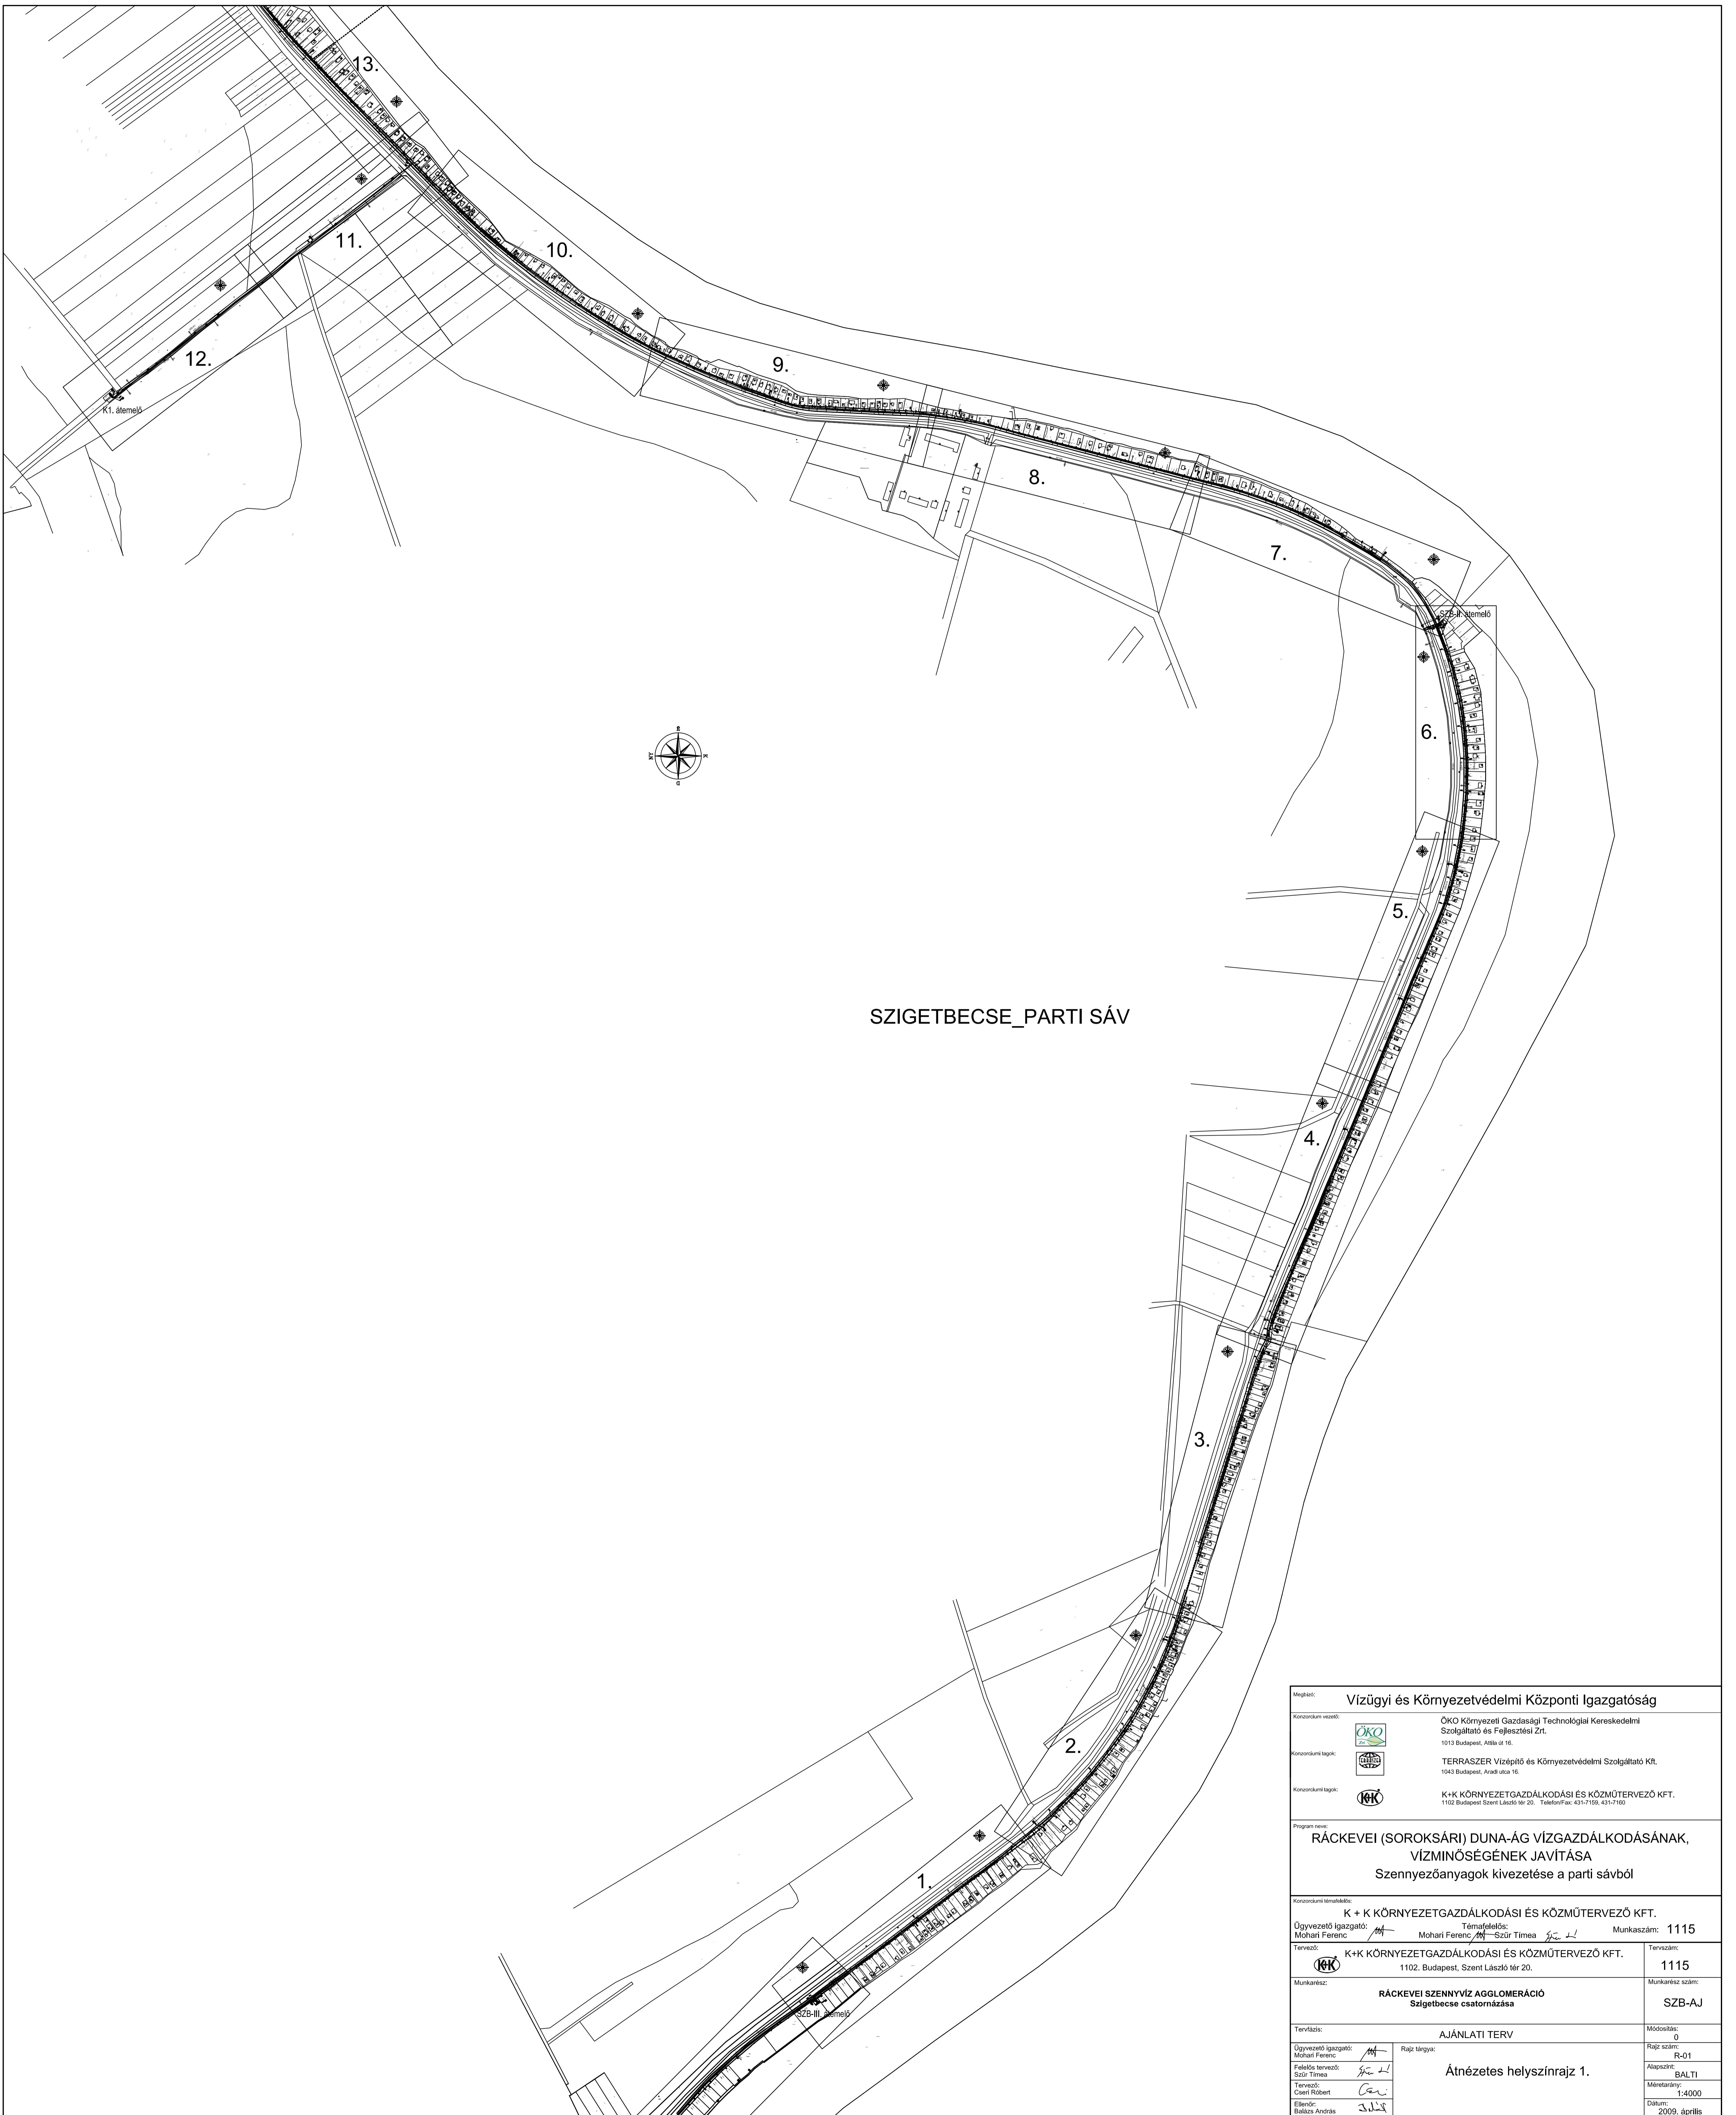 13.
11.
10.
12.
K1. átemelő
9.
8.
7.
SZB-II. átemelő
6.
É
NY
K
D
5.
SZIGETBECSE_PARTI SÁV
4.
3.
2.
1.
SZB-III. átemelő
Megbízó:
Vízügyi és Környezetvédelmi Központi Igazgatóság
Konzorcium vezető:
ÖKO
ÖKO Környezeti Gazdasági Technológiai Kereskedelmi
Szolgáltató és Fejlesztési Zrt.
1013 Budapest, Attila út 16.
Konzorciumi tagok:
TERRASZER Vízépítő és Környezetvédelmi Szolgáltató Kft.
1043 Budapest, Aradi utca 16.
Konzorciumi tagok:
K+K
K+K KÖRNYEZETGAZDÁLKODÁSI ÉS KÖZMŰTERVEZŐ KFT.
1102 Budapest Szent László tér 20. Telefon/Fax: 431-7159, 431-7160
Program neve:
RÁCKEVEI (SOROKSÁRI) DUNA-ÁG VÍZGAZDÁLKODÁSÁNAK,
VÍZMINŐSÉGÉNEK JAVÍTÁSA
Szennyezőanyagok kivezetése a parti sávból
Konzorciumi témafelelős:
K + K KÖRNYEZETGAZDÁLKODÁSI ÉS KÖZMŰTERVEZŐ KFT.
Ügyvezető igazgató:
Mohari Ferenc
Témafelelős:
Mohari Ferenc Szűr Tímea
Munkaszám: 1115
Tervező:
K+K
K+K KÖRNYEZETGAZDÁLKODÁSI ÉS KÖZMŰTERVEZŐ KFT.
1102. Budapest, Szent László tér 20.
Tervszám:
1115
Munkarész:
RÁCKEVEI SZENNYVÍZ AGGLOMERÁCIÓ
Szigetbecse csatornázása
Munkarész szám:
SZB-AJ
Tervfázis:
AJÁNLATI TERV
Módosítás:
0
Ügyvezető igazgató:
Mohari Ferenc
Rajz tárgya:
Átnézetes helyszínrajz 1.
Rajz szám:
R-01
Felelős tervező:
Szűr Tímea
Alapszint:
BALTI
Tervező:
Cseri Róbert
Méretarány:
1:4000
Ellenőr:
Balázs András
Dátum:
2009. április